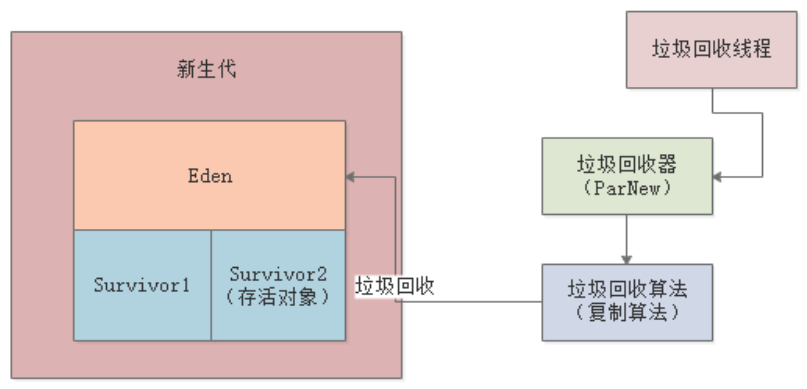 新生代
Eden
Survivor1
Survivor2
（存活对象）
垃圾回收
垃圾回收线程
垃圾回收器
（ParNew）
垃圾回收算法
（复制算法）